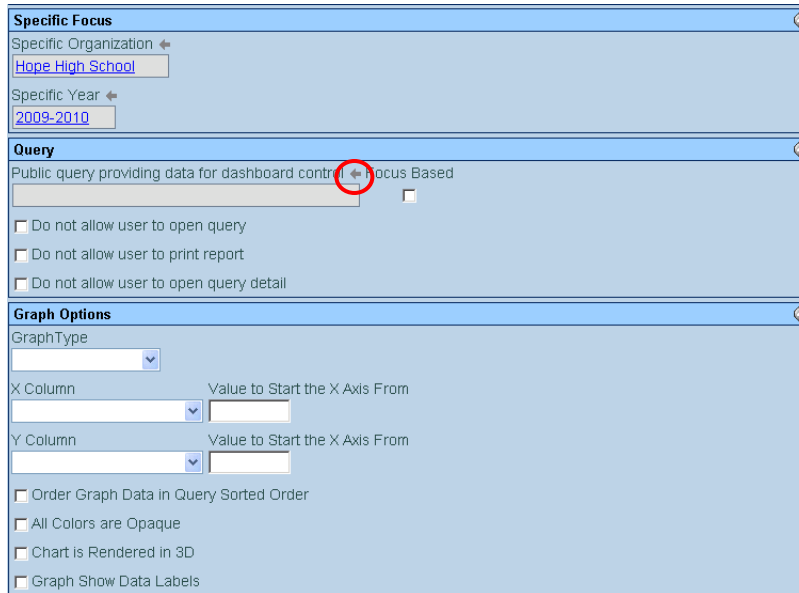 Specific Focus
Specific Organization
Hope High School
Specific Year
2009-2010
Query
Public query providing data for dashboard control Focus Based
Do not allow user to open query
Do not allow user to print report
Do not allow user to open query detail
Graph Options
GraphType
X Column Value to Start the X Axis From
Y Column Value to Start the X Axis From
Order Graph Data in Query Sorted Order
All Colors are Opaque
Chart is Rendered in 3D
Graph Show Data Labels